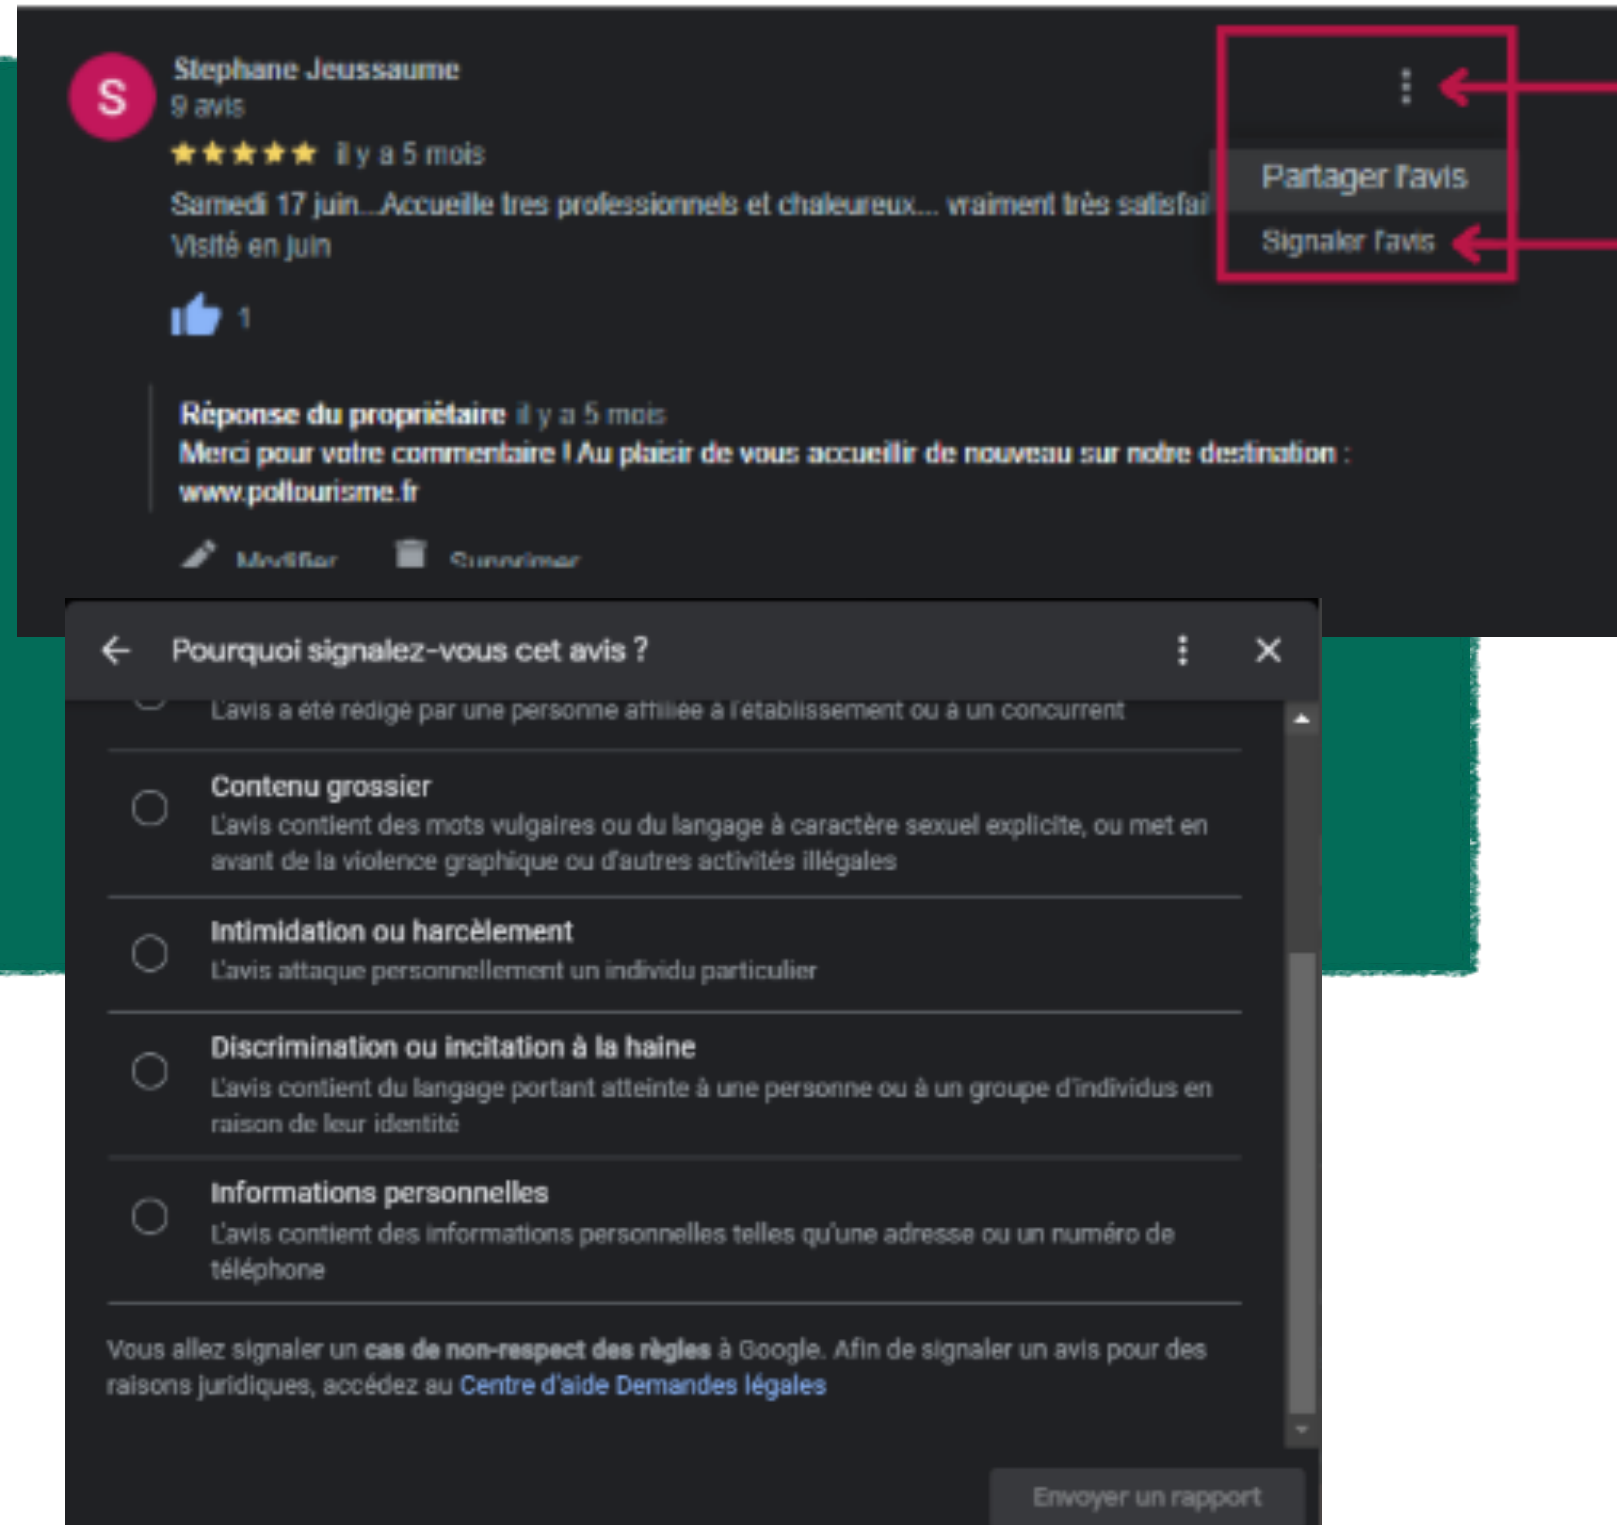 S
Stephane Jeussaume
9 avis
il y a 5 mois
Samedi 17 juin...Accueille tres professionnels et chaleureux... vraiment très satisfai
Visité en juin
1
Partager l'avis
Signaler l'avis
Réponse du propriétaire il y a 5 mois
Merci pour votre commentaire ! Au plaisir de vous accueillir de nouveau sur notre destination :
www.poltourisme.fr
Modifier Supprimer
Pourquoi signalez-vous cet avis ?
L'avis a été rédigé par une personne affiliée à l'établissement ou à un concurrent
Contenu grossier
L'avis contient des mots vulgaires ou du langage à caractère sexuel explicite, ou met en
avant de la violence graphique ou d'autres activités illégales
Intimidation ou harcèlement
L'avis attaque personnellement un individu particulier
Discrimination ou incitation à la haine
L'avis contient du langage portant atteinte à une personne ou à un groupe d'individus en
raison de leur identité
Informations personnelles
L'avis contient des informations personnelles telles qu'une adresse ou un numéro de
téléphone
Vous allez signaler un cas de non-respect des règles à Google. Afin de signaler un avis pour des
raisons juridiques, accédez au Centre d'aide Demandes légales
Envoyer un rapport